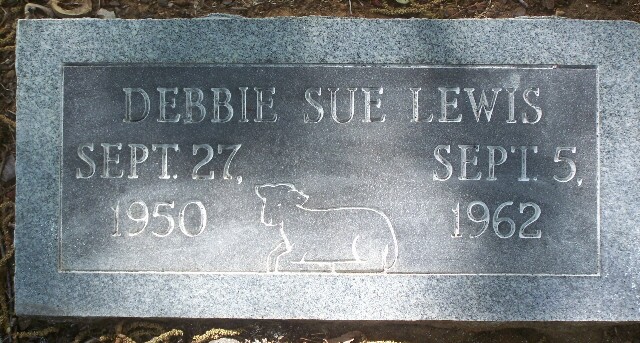 DEBBIE SUE LEWIS
SEPT. 27, SEPT. 5,
1950 1962